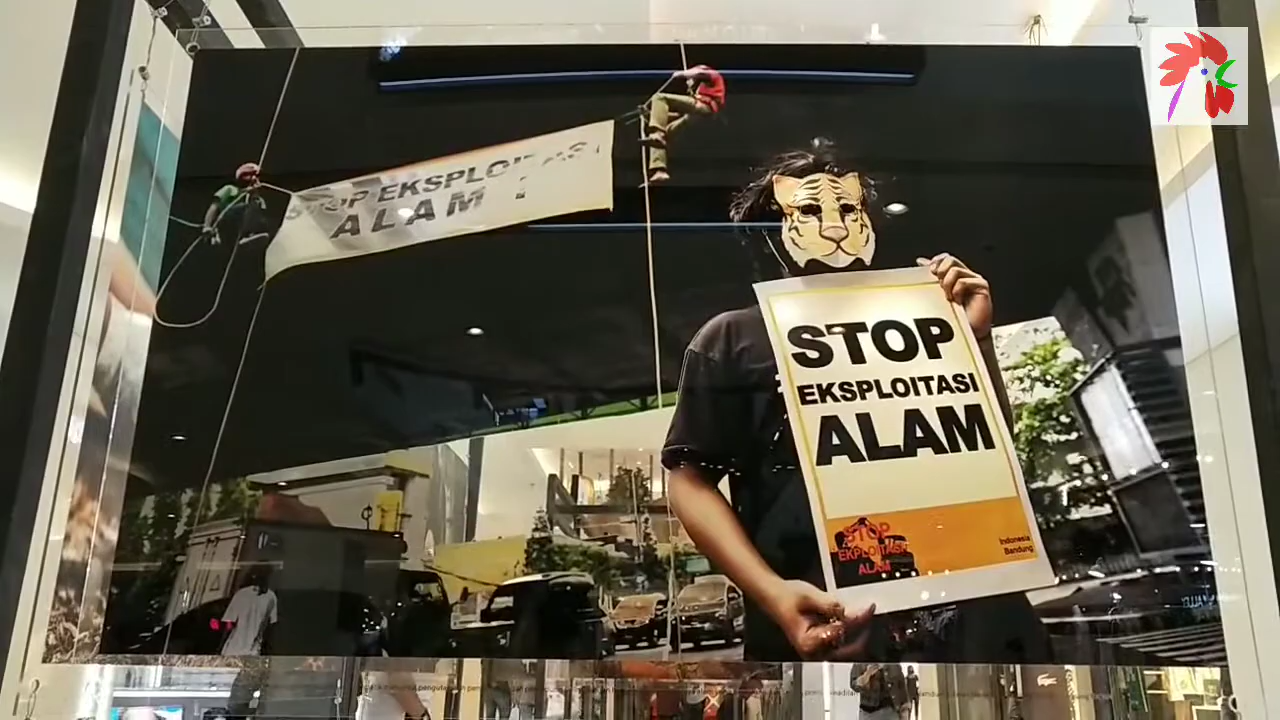 STOP EKSPLOITASI
ALAM !
STOP
EKSPLOITASI
ALAM
STOP
EKPLOITASI
ALAM
Indonesia
Bandung